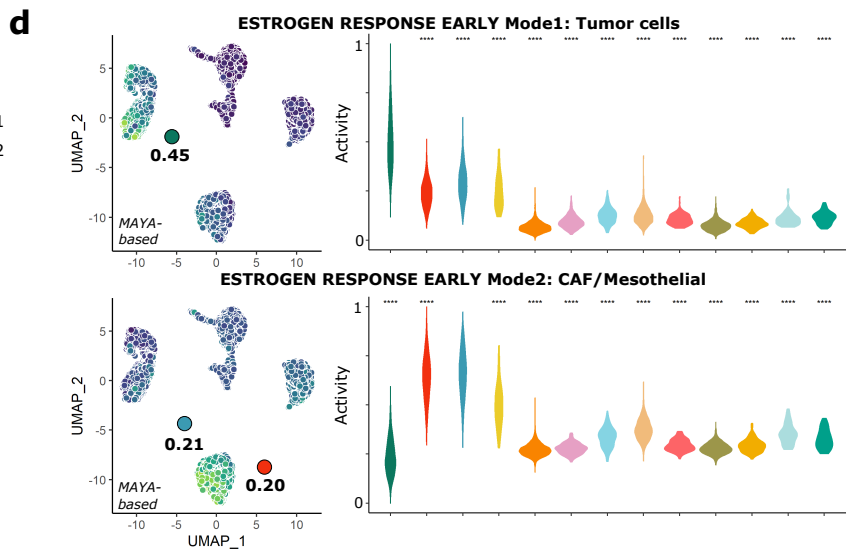 d
ESTROGEN RESPONSE EARLY Mode1: Tumor cells
1
2
UMAP_2
5
0
-5
-10
0.45
MAYA-
based
-10 -5 0 5 10
Activity
1
0
**** **** **** **** **** **** **** **** **** **** **** ****
ESTROGEN RESPONSE EARLY Mode2: CAF/Mesothelial
UMAP_2
5
0
-5
-10
0.21
0.20
MAYA-
based
-10 -5 0 5 10
UMAP_1
Activity
1
0
**** **** **** **** **** **** **** **** **** **** **** ****